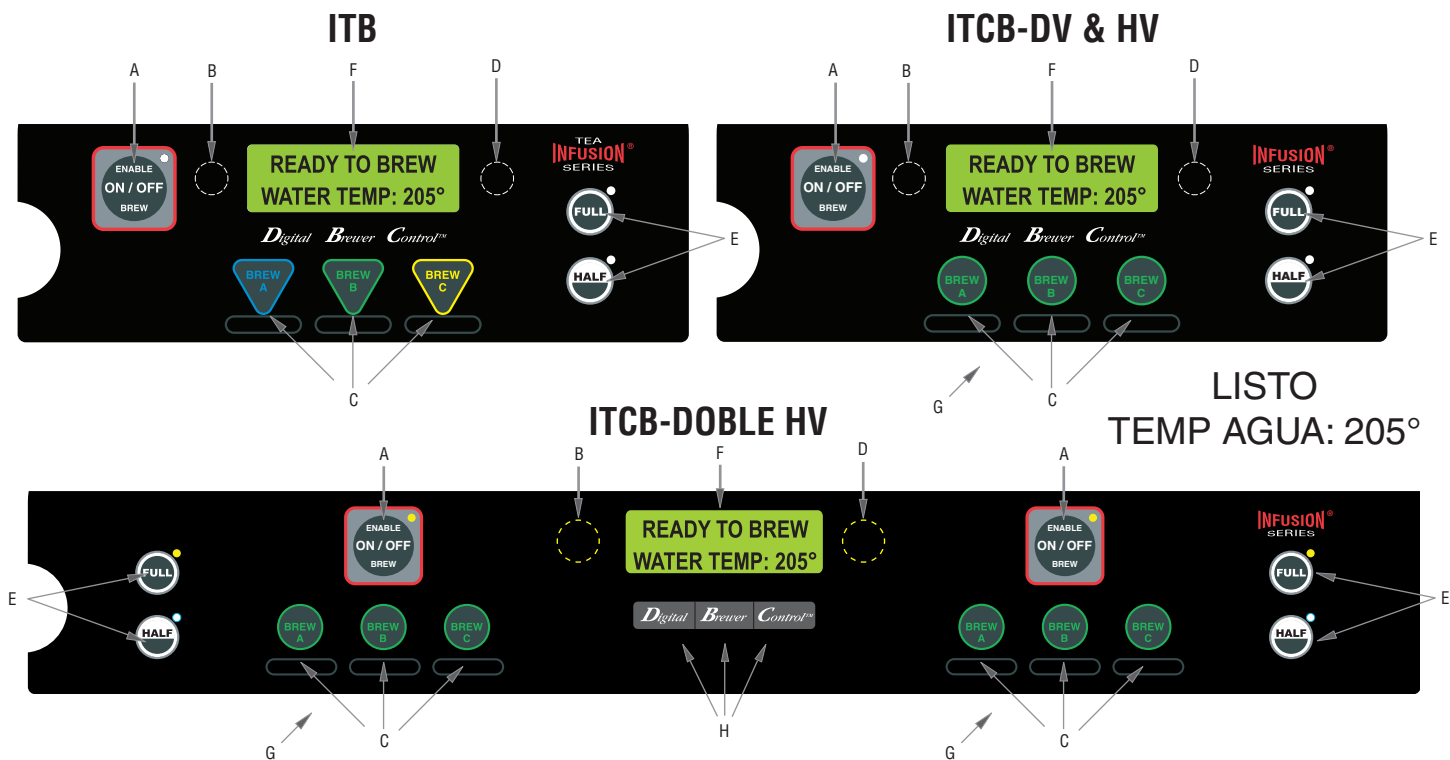 ITB
A
B
F
D
ENABLE
ON / OFF
BREW
READY TO BREW
WATER TEMP: 205°
TEA
INFUSION®
SERIES
FULL
HALF
E
Digital Brewer Control™
BREW A
BREW B
BREW C
C
ITCB-DV & HV
A
B
F
D
ENABLE
ON / OFF
BREW
READY TO BREW
WATER TEMP: 205°
INFUSION®
SERIES
FULL
HALF
E
Digital Brewer Control™
BREW A
BREW B
BREW C
G
C
LISTO
TEMP AGUA: 205°
ITCB-DOBLE HV
A
B
F
D
A
E
FULL
HALF
ENABLE
ON / OFF
BREW
BREW A
BREW B
BREW C
READY TO BREW
WATER TEMP: 205°
Digital Brewer Control™
ENABLE
ON / OFF
BREW
BREW A
BREW B
BREW C
INFUSION®
SERIES
FULL
HALF
E
G
C
H
G
C